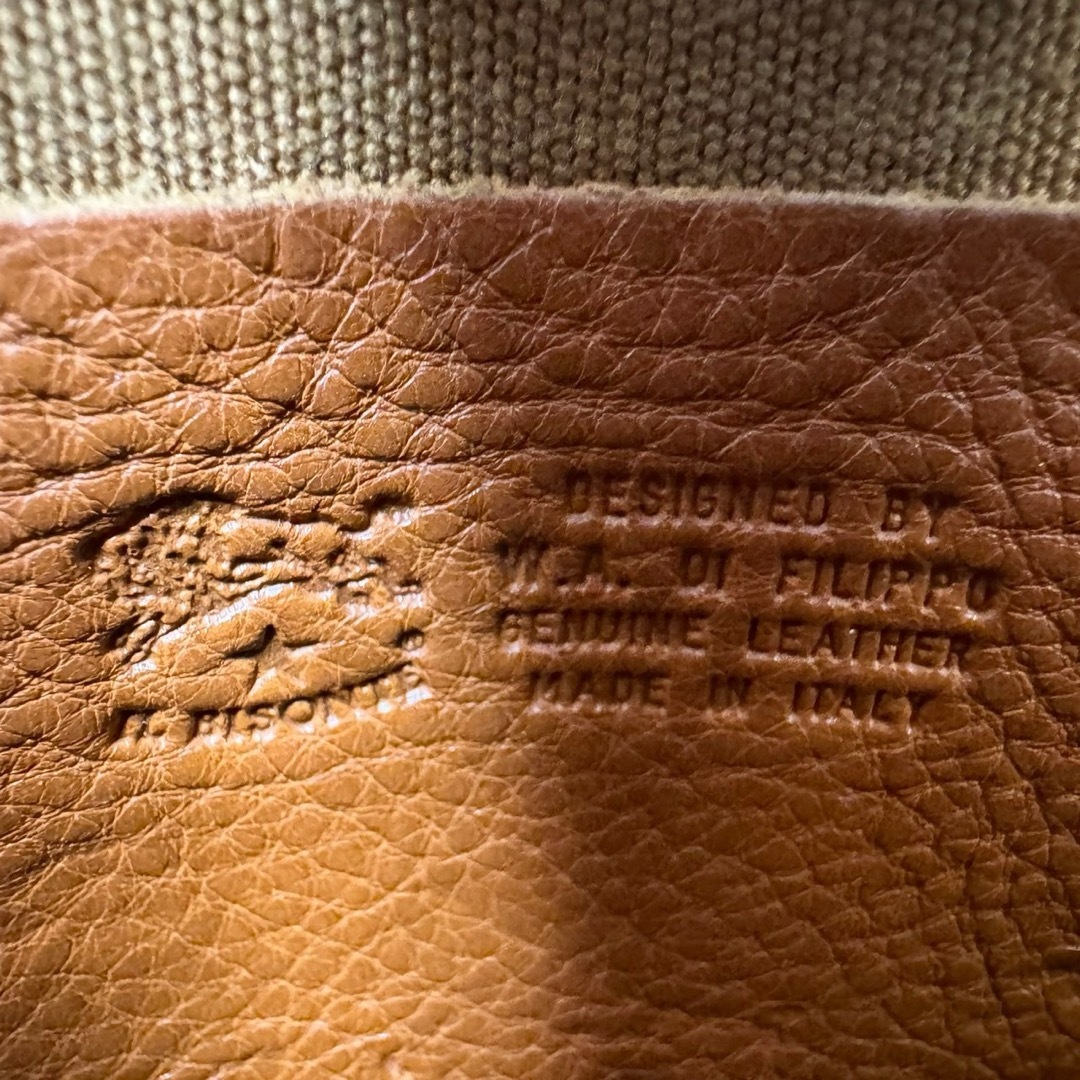 IL BISONTE
DESIGNED BY
W.A. DI FILIPPO
GENUINE LEATHER
MADE IN ITALY